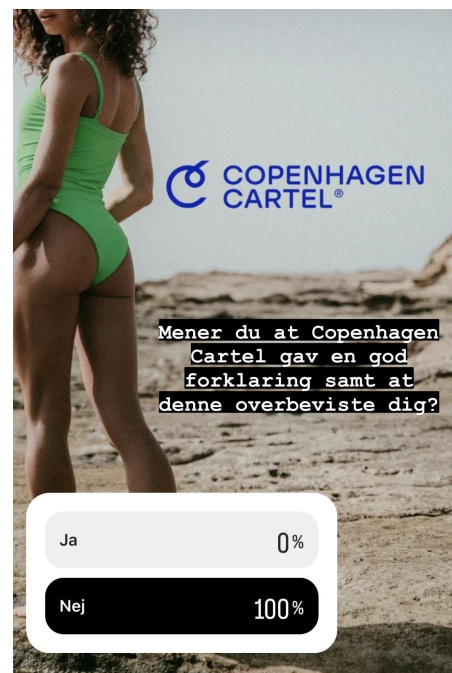 COPENHAGEN
CARTEL®
Mener du at Copenhagen
Cartel gav en god
forklaring samt at
denne overbeviste dig?
Ja 0%
Nej 100%